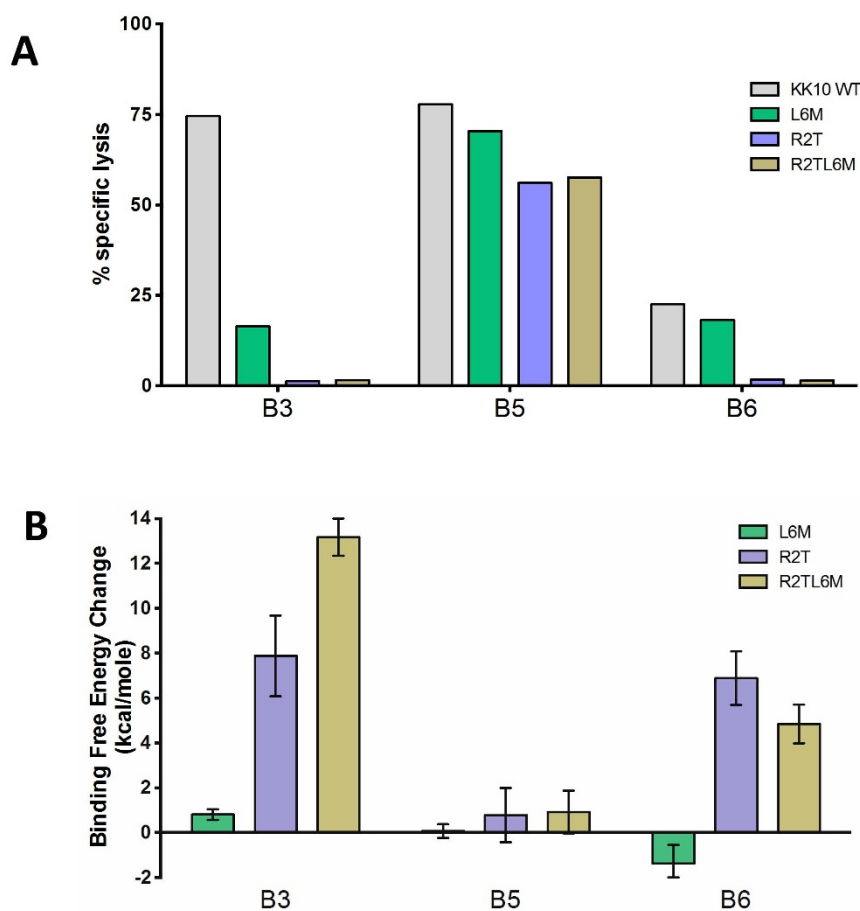 A
% specific lysis
100
75
50
25
0
B3
B5
B6
KK10 WT
L6M
R2T
R2TL6M
B
Binding Free Energy Change
(kcal/mole)
14
12
10
8
6
4
2
0
-2
B3
B5
B6
L6M
R2T
R2TL6M